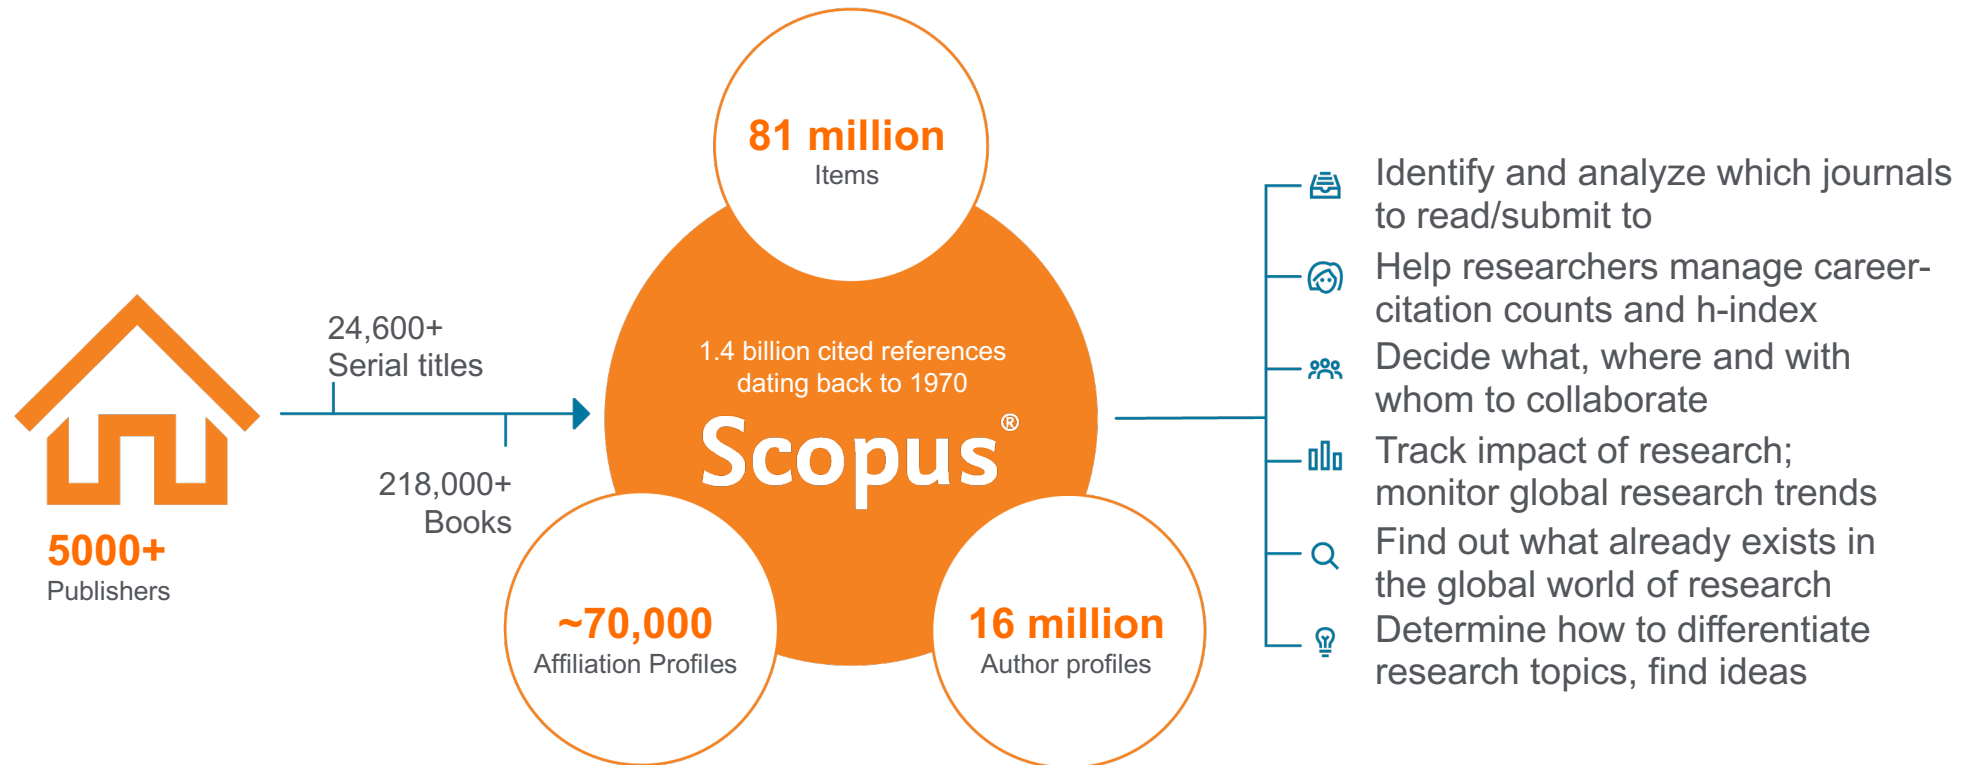 81 million
Items
1.4 billion cited references
dating back to 1970
Scopus®
24,600+
Serial titles
218,000+
Books
5000+
Publishers
~70,000
Affiliation Profiles
16 million
Author profiles
Identify and analyze which journals
to read/submit to
Help researchers manage career-
citation counts and h-index
Decide what, where and with
whom to collaborate
Track impact of research;
monitor global research trends
Find out what already exists in
the global world of research
Determine how to differentiate
research topics, find ideas